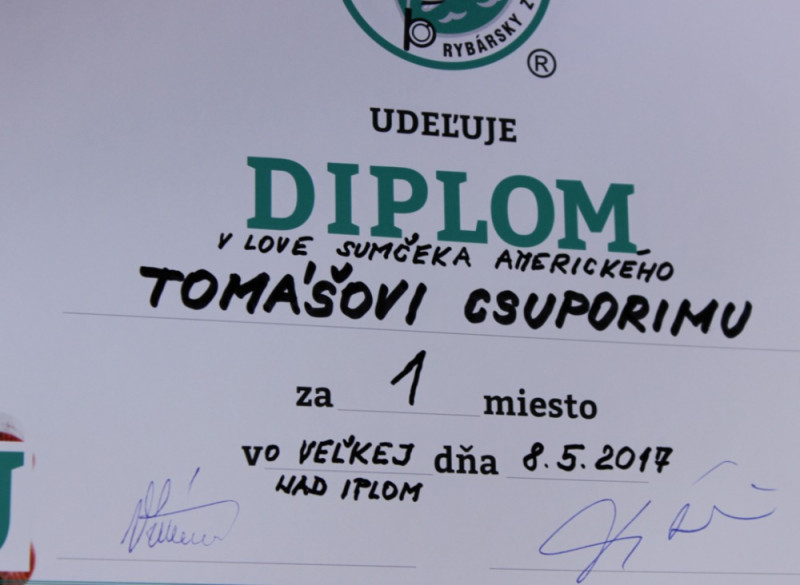 RYBÁRSKY Z
®
UDEĽUJE
DIPLOM
V LOVE SUMČEKA AMERICKÉHO
TOMÁŠOVI CSUPORIMU
za 1 miesto
vo VEĽKEJ dňa 8.5.2017
NAD IPLOM